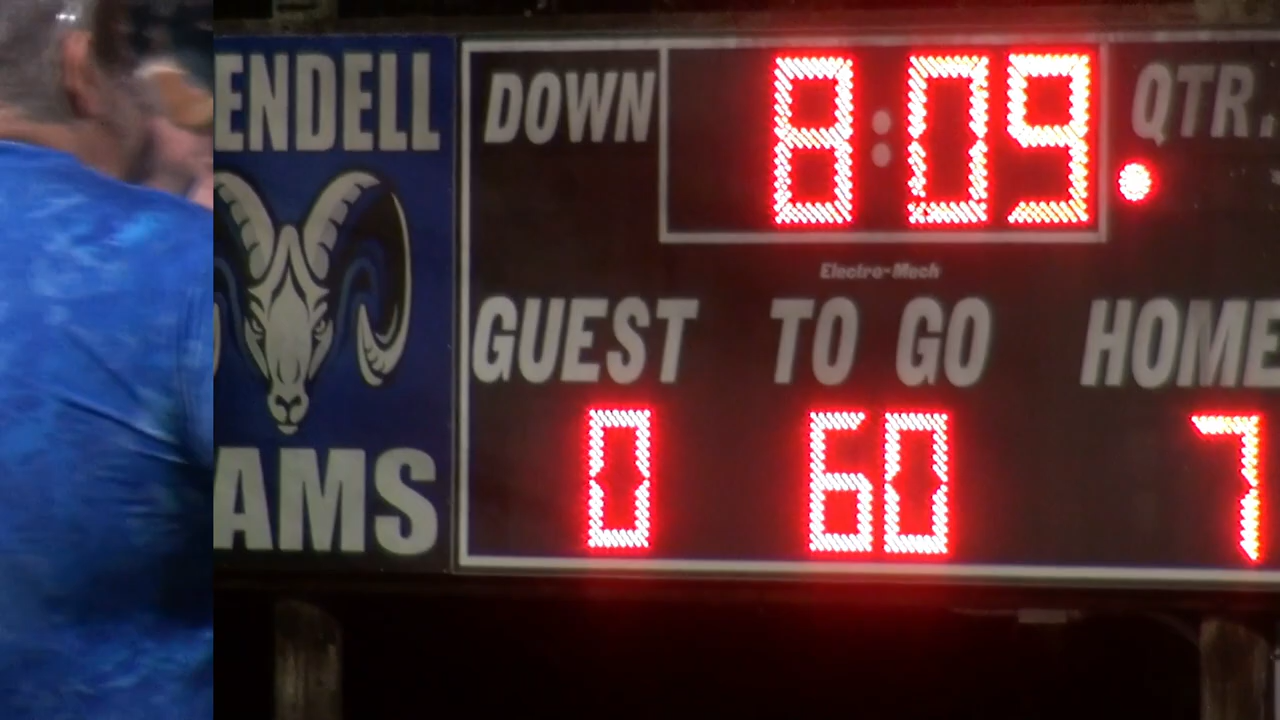 ENDELL
AMS
DOWN
8:09
QTR.
Electro-Mech
GUEST
TO GO
HOME
0
60
7